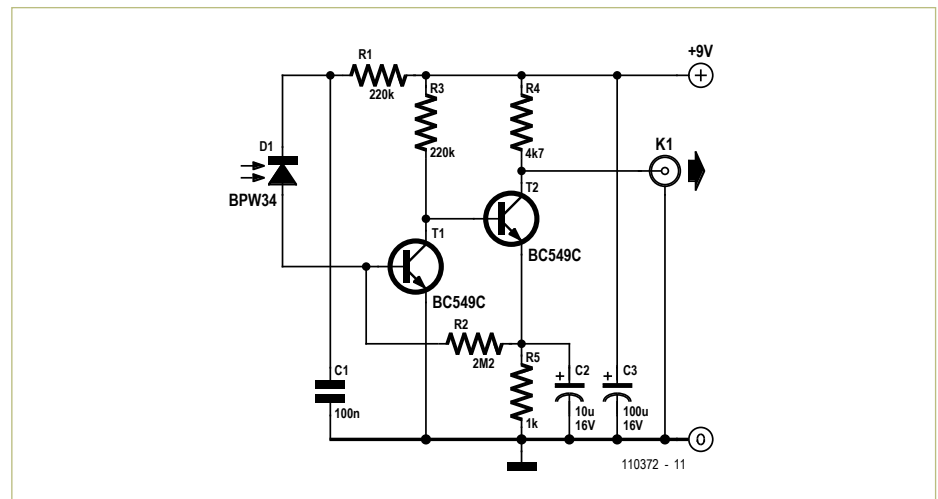 +9V
R1
220k
R3
220k
R4
4k7
K1
D1
BPW34
T2
BC549C
T1
BC549C
R2
2M2
R5
1k
C1
100n
C2
+
10u
16V
C3
+
100u
16V
0
110372 - 11